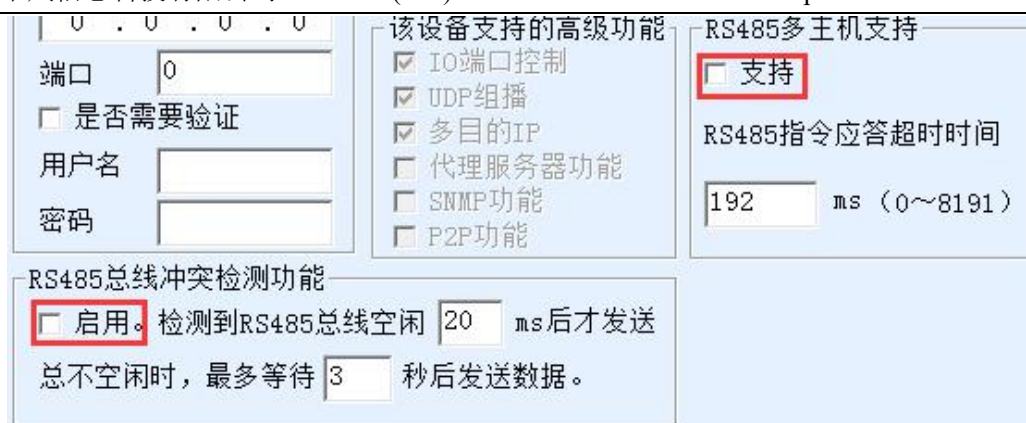 0 . 0 . 0 . 0
端口 0
是否需要验证
用户名
密码
该设备支持的高级功能
IO端口控制
UDP组播
多目的IP
代理服务器功能
SNMP功能
P2P功能
RS485多主机支持
支持
RS485指令应答超时时间
192 ms（0～8191）
RS485总线冲突检测功能
启用。检测到RS485总线空闲 20 ms后才发送
总不空闲时，最多等待 3 秒后发送数据。